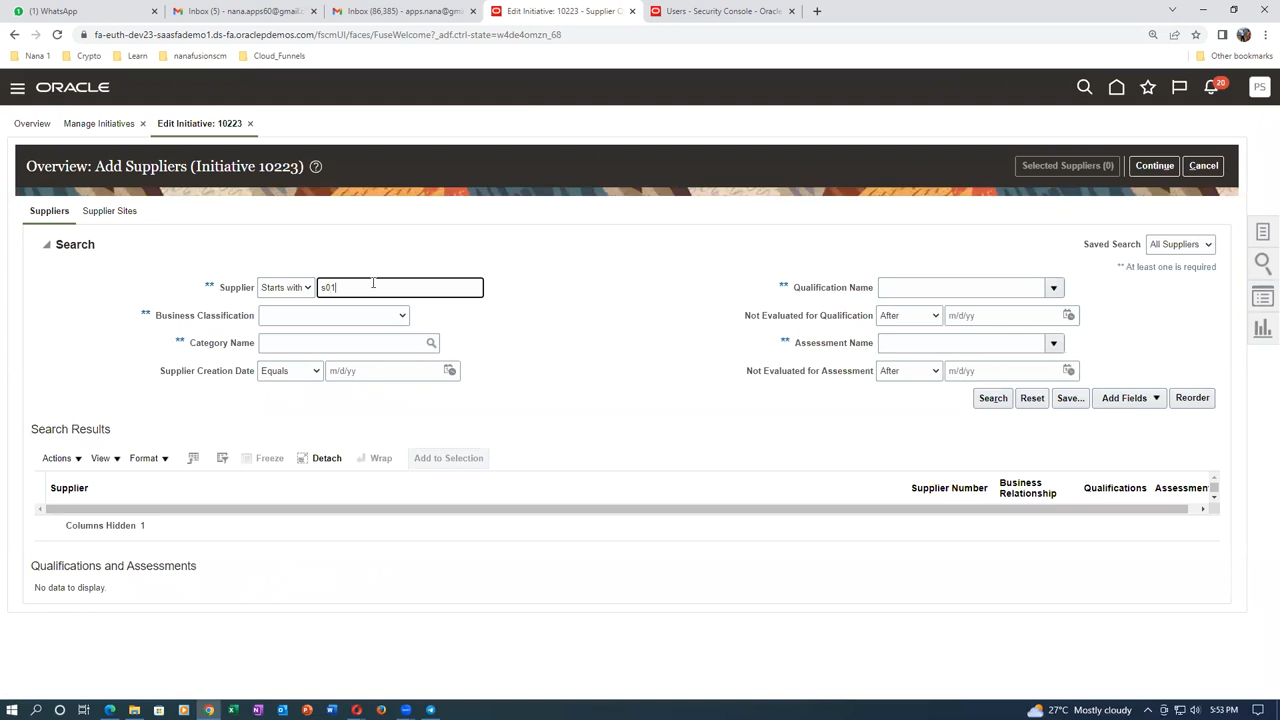 (1) WhatsApp
Inbox (5) - nana.apps60@gmail.c
Inbox (86,385) - apps.nana@gm
Edit Initiative: 10223 - Supplier Q
Users - Security Console - Oracle
fa-euth-dev23-saasfademo1.ds-fa.oraclepdemos.com/fscmUI/faces/FuseWelcome?_adf.ctrl-state=w4de4omzn_68
Nana 1 Crypto Learn nanafusionscm Cloud_Funnels Other bookmarks
ORACLE 20 PS
Overview Manage Initiatives Edit Initiative: 10223
Overview: Add Suppliers (Initiative 10223) Selected Suppliers (0) Continue Cancel
Suppliers Supplier Sites
Search Saved Search All Suppliers
** At least one is required
** Supplier Starts with s01 ** Qualification Name
** Business Classification Not Evaluated for Qualification After m/d/yy
** Category Name ** Assessment Name
Supplier Creation Date Equals m/d/yy Not Evaluated for Assessment After m/d/yy
Search Reset Save... Add Fields Reorder
Search Results
Actions View Format Freeze Detach Wrap Add to Selection
Supplier Supplier Number Business Relationship Qualifications Assessmen
Columns Hidden 1
Qualifications and Assessments
No data to display.
27°C Mostly cloudy 5:53 PM